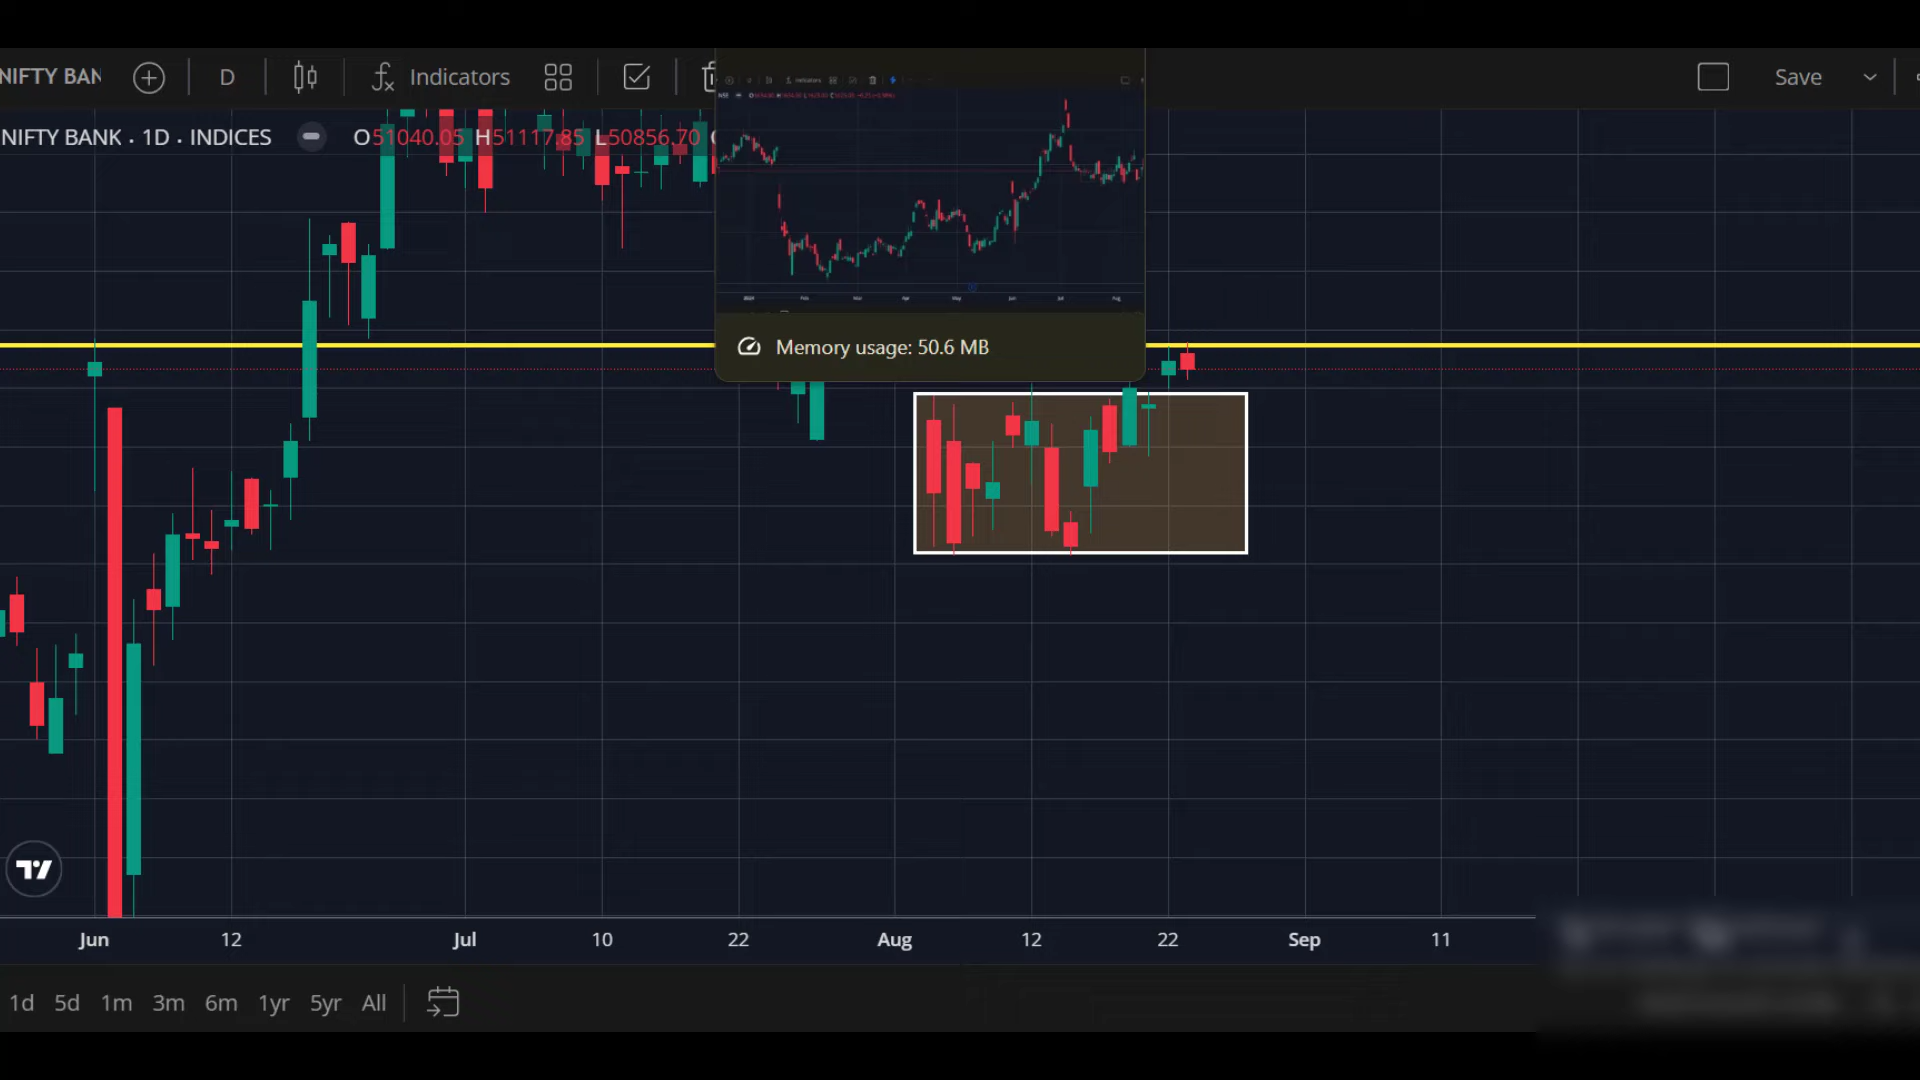 NIFTY BAN D Indicators Save
NIFTY BANK · 1D · INDICES O51040.05 H51117.85 L50856.70
Memory usage: 50.6 MB
Jun 12 Jul 10 22 Aug 12 22 Sep 11
1d 5d 1m 3m 6m 1yr 5yr All